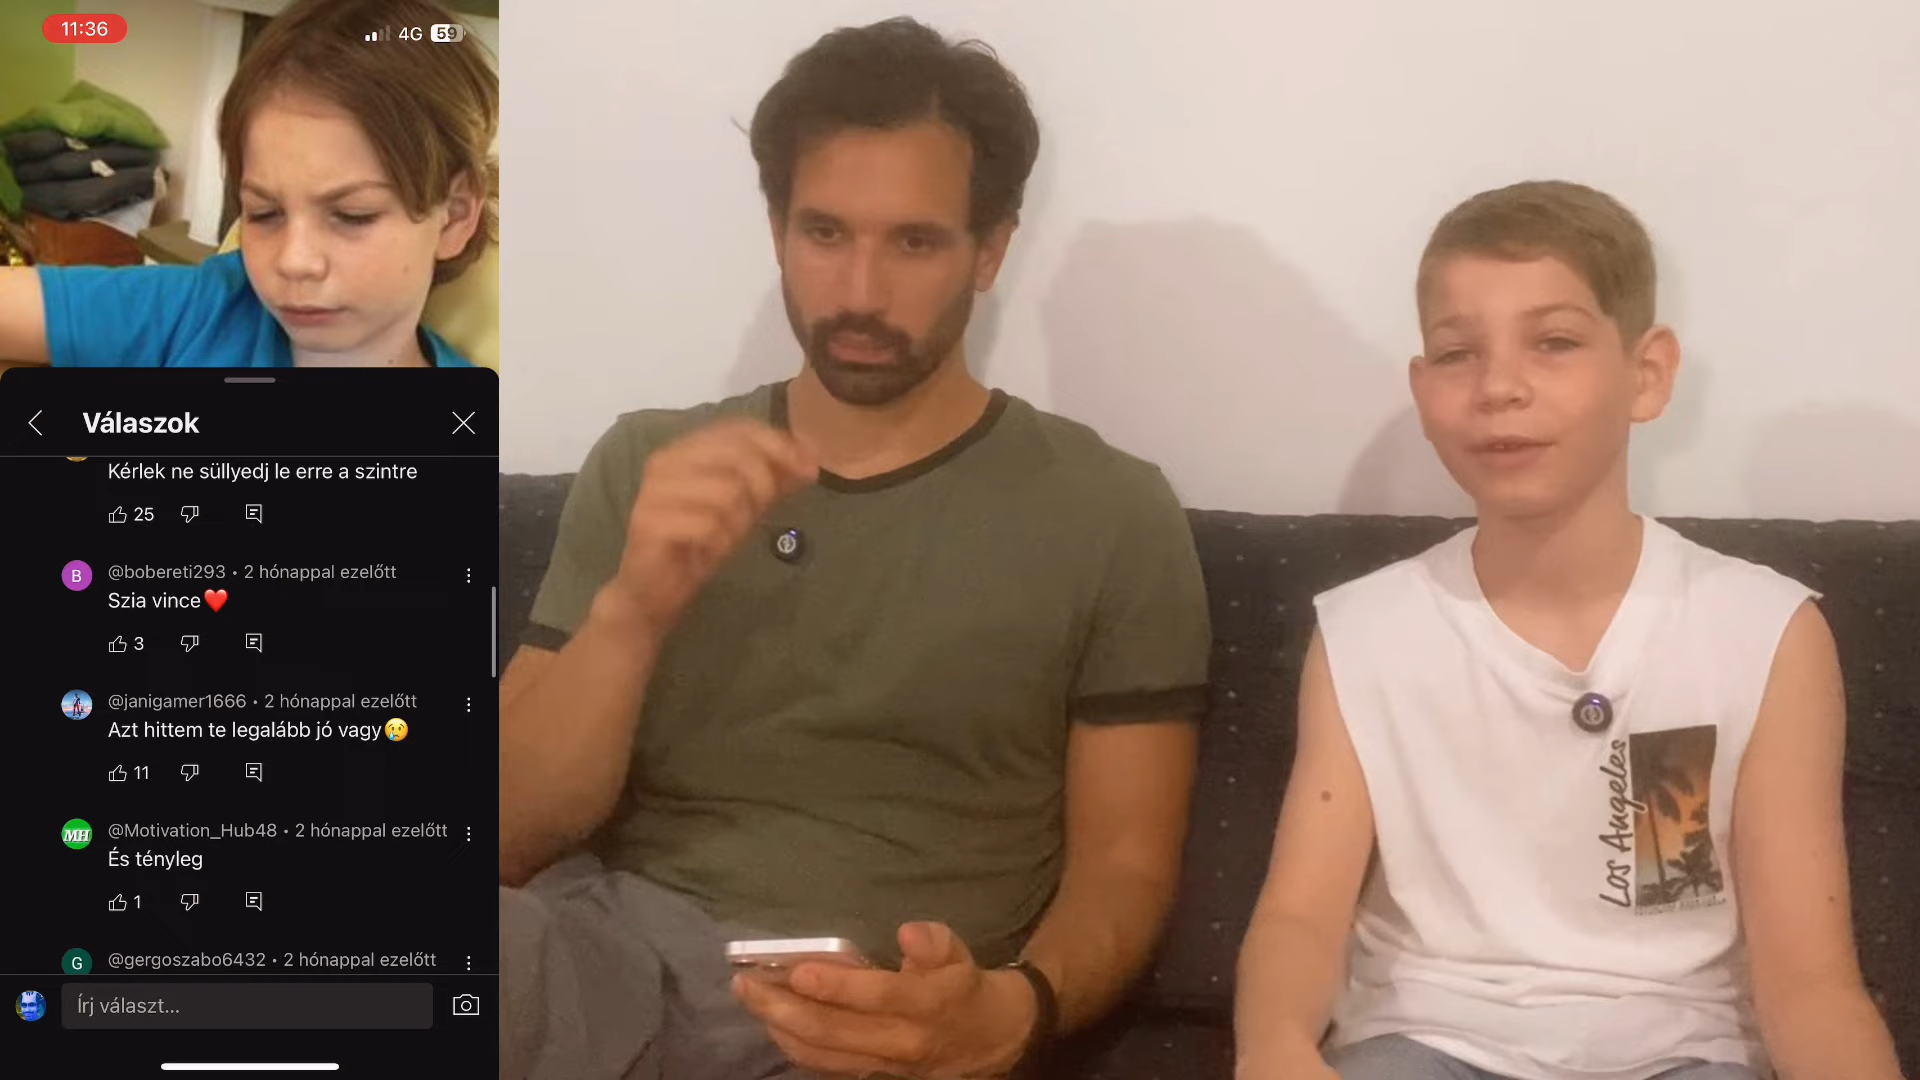 11:36
4G 59
Válaszok
Kérlek ne süllyedj le erre a szintre
25
B
@bobereti293 • 2 hónappal ezelőtt
Szia vince❤️
3
@janigamer1666 • 2 hónappal ezelőtt
Azt hittem te legalább jó vagy😢
11
MH
@Motivation_Hub48 • 2 hónappal ezelőtt
És tényleg
1
G
@gergoszabo6432 • 2 hónappal ezelőtt
Írj választ...
Los Angeles